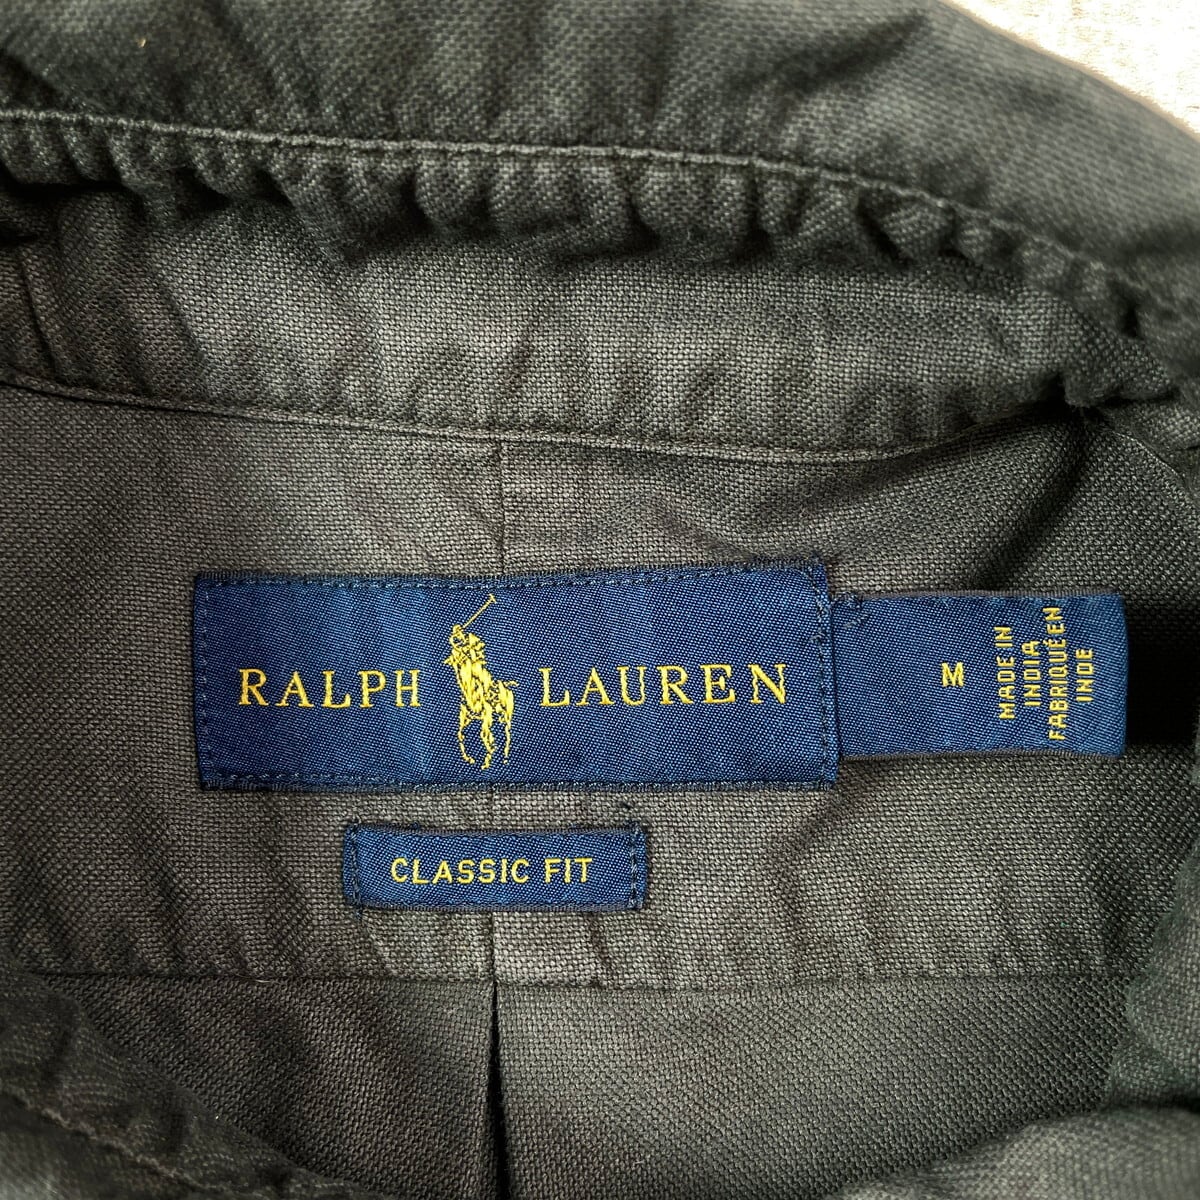 RALPH LAUREN
M
MADE IN
INDIA
FABRIQUÉ EN
INDE
CLASSIC FIT